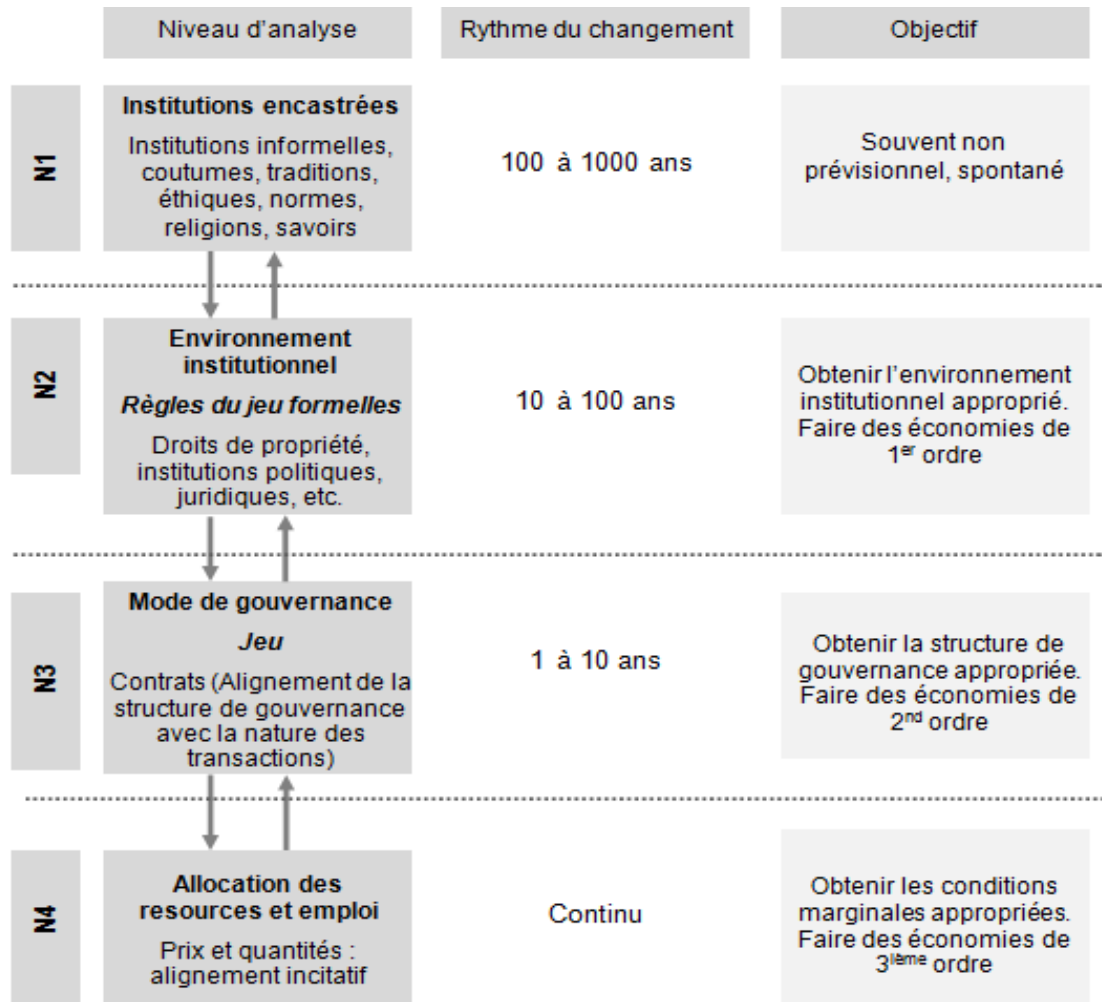 Niveau d'analyse
Rythme du changement
Objectif
N1
Institutions encastrées
Institutions informelles,
coutumes, traditions,
éthiques, normes,
religions, savoirs
100 à 1000 ans
Souvent non
prévisionnel, spontané
N2
Environnement
institutionnel
Règles du jeu formelles
Droits de propriété,
institutions politiques,
juridiques, etc.
10 à 100 ans
Obtenir l'environnement
institutionnel approprié.
Faire des économies de
1er ordre
N3
Mode de gouvernance
Jeu
Contrats (Alignement de la
structure de gouvernance
avec la nature des
transactions)
1 à 10 ans
Obtenir la structure de
gouvernance appropriée.
Faire des économies de
2nd ordre
N4
Allocation des
resources et emploi
Prix et quantités :
alignement incitatif
Continu
Obtenir les conditions
marginales appropriées.
Faire des économies de
3ième ordre